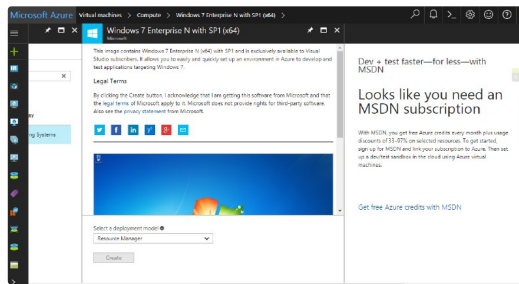 Microsoft Azure Virtual machines > Compute > Windows 7 Enterprise N with SP1 (x64) >
Windows 7 Enterprise N with SP1 (x64)
Microsoft
This image contains Windows 7 Enterprise N (x64) with SP1 and is exclusively available to Visual
Studio subscribers. It allows you to easily and quickly set up an environment in Azure to develop and
test applications targeting Windows 7.
Legal Terms
By clicking the Create button, I acknowledge that I am getting this software from Microsoft and that
the legal terms of Microsoft apply to it. Microsoft does not provide rights for third-party software.
Also see the privacy statement from Microsoft.
ng Systems
Select a deployment model
Resource Manager
Create
Dev + test faster—for less—with
MSDN
Looks like you need an
MSDN subscription
With MSDN, you get free Azure credits every month plus usage
discounts of 33-97% on selected resources. To get started,
sign up for MSDN and link your subscription to Azure. Then set
up a dev/test sandbox in the cloud using Azure virtual
machines.
Get free Azure credits with MSDN